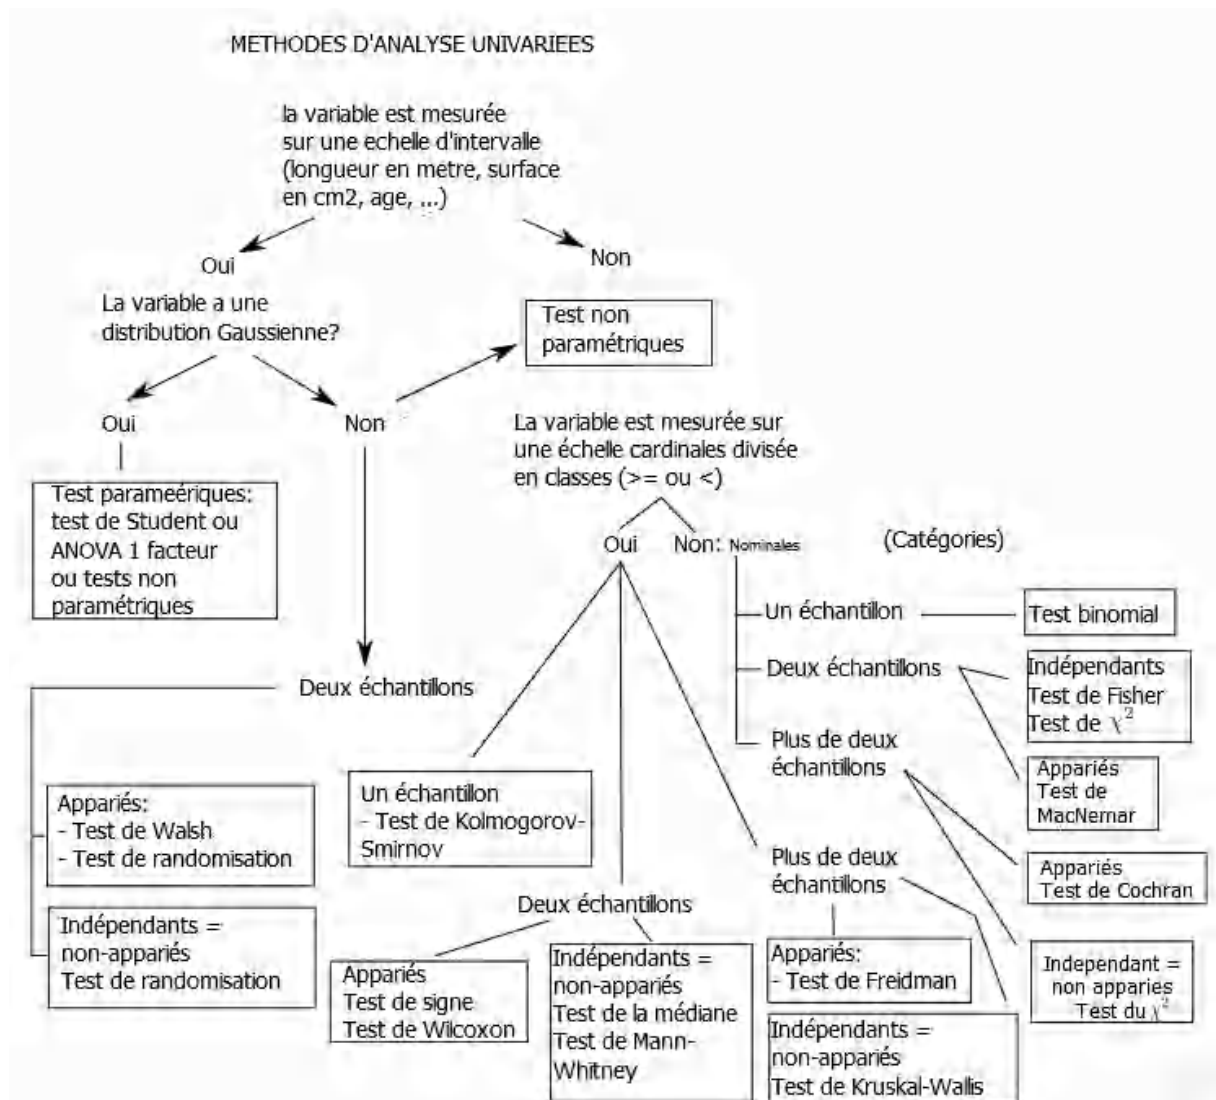 METHODES D'ANALYSE UNIVARIEES
la variable est mesurée
sur une echelle d'intervalle
(longueur en metre, surface
en cm2, age, ...)
Oui
Non
La variable a une
distribution Gaussienne?
Test non
paramétriques
Oui
Non
La variable est mesurée sur
une échelle cardinales divisée
en classes (>= ou <)
Test parameériques:
test de Student ou
ANOVA 1 facteur
ou tests non
paramétriques
Oui
Non: Nominales
(Catégories)
Un échantillon
Test binomial
Deux échantillons
Indépendants
Test de Fisher
Test de χ²
Appariés
Test de
MacNemar
Plus de deux
échantillons
Appariés
Test de Cochran
Independant =
non apparies
Test du χ²
Deux échantillons
Appariés:
- Test de Walsh
- Test de randomisation
Indépendants =
non-appariés
Test de randomisation
Un échantillon
- Test de Kolmogorov-
Smirnov
Deux échantillons
Appariés
Test de signe
Test de Wilcoxon
Indépendants =
non-appariés
Test de la médiane
Test de Mann-
Whitney
Plus de deux
échantillons
Appariés:
- Test de Freidman
Indépendants =
non-appariés
Test de Kruskal-Wallis